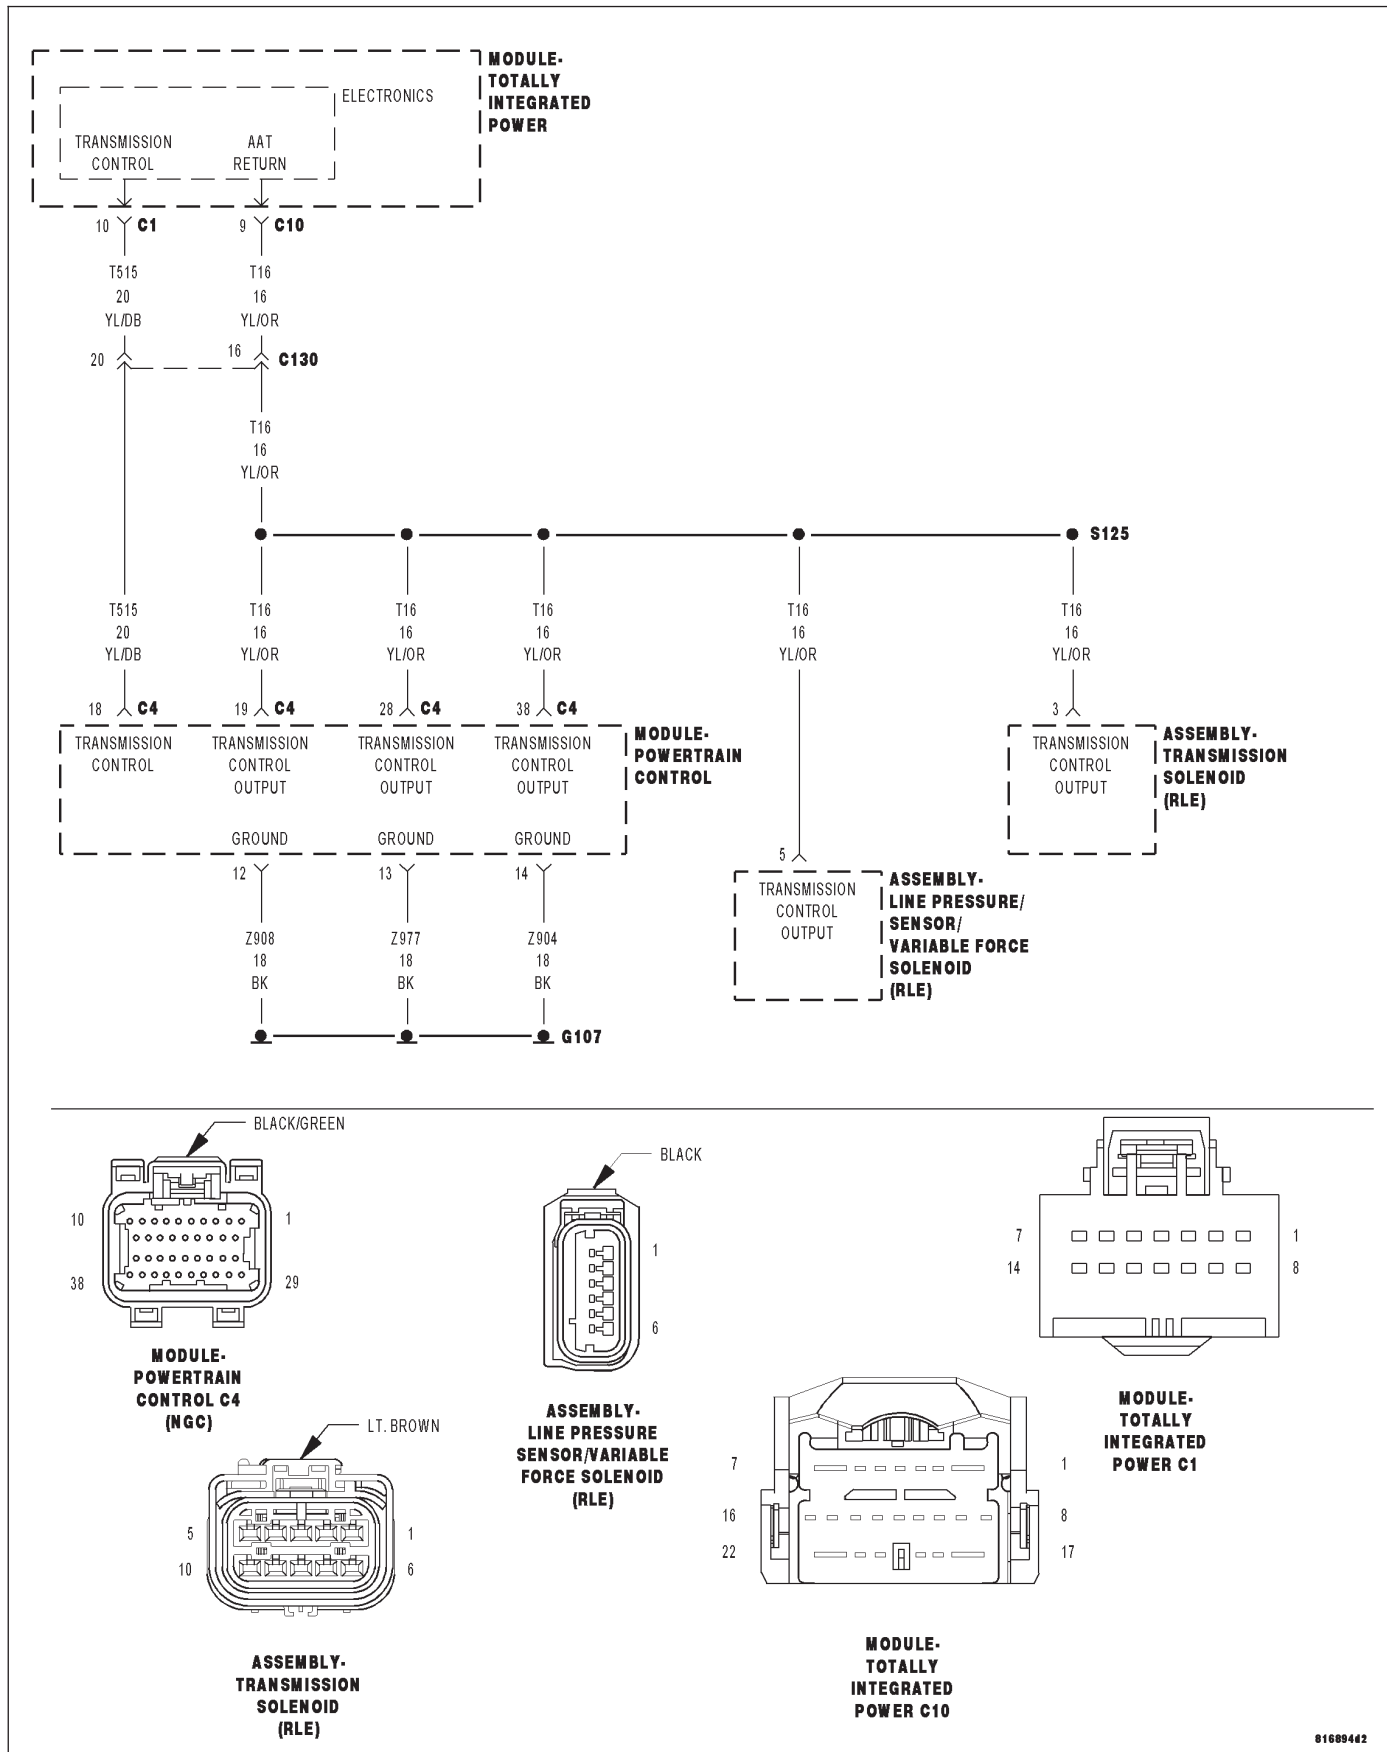 MODULE-
TOTALLY
INTEGRATED
POWER
ELECTRONICS
TRANSMISSION
CONTROL
AAT
RETURN
10 C1
9 C10
T515
20
YL/DB
T16
16
YL/OR
20
16 C130
T16
16
YL/OR
S125
T515
20
YL/DB
T16
16
YL/OR
T16
16
YL/OR
T16
16
YL/OR
T16
16
YL/OR
T16
16
YL/OR
18 C4
19 C4
28 C4
38 C4
3
TRANSMISSION
CONTROL
TRANSMISSION
CONTROL
OUTPUT
TRANSMISSION
CONTROL
OUTPUT
TRANSMISSION
CONTROL
OUTPUT
MODULE-
POWERTRAIN
CONTROL
TRANSMISSION
CONTROL
OUTPUT
ASSEMBLY-
TRANSMISSION
SOLENOID
(RLE)
GROUND
GROUND
GROUND
12
13
14
5
TRANSMISSION
CONTROL
OUTPUT
ASSEMBLY-
LINE PRESSURE/
SENSOR/
VARIABLE FORCE
SOLENOID
(RLE)
Z908
18
BK
Z977
18
BK
Z904
18
BK
G107
BLACK/GREEN
10
1
38
29
MODULE-
POWERTRAIN
CONTROL C4
(NGC)
BLACK
1
6
ASSEMBLY-
LINE PRESSURE
SENSOR/VARIABLE
FORCE SOLENOID
(RLE)
7
1
14
8
MODULE-
TOTALLY
INTEGRATED
POWER C1
LT. BROWN
5
1
10
6
ASSEMBLY-
TRANSMISSION
SOLENOID
(RLE)
7
1
16
8
22
17
MODULE-
TOTALLY
INTEGRATED
POWER C10
816894d2